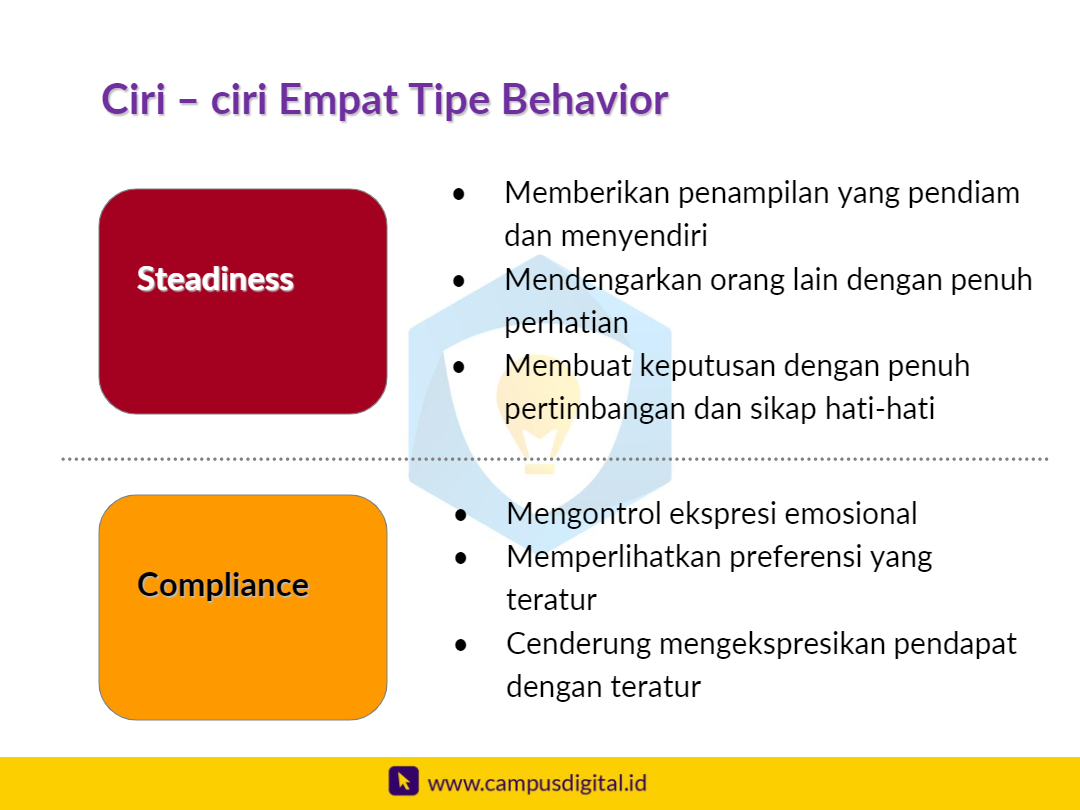 Ciri – ciri Empat Tipe Behavior
Steadiness
• Memberikan penampilan yang pendiam
dan menyendiri
• Mendengarkan orang lain dengan penuh
perhatian
• Membuat keputusan dengan penuh
pertimbangan dan sikap hati-hati
Compliance
• Mengontrol ekspresi emosional
• Memperlihatkan preferensi yang
teratur
• Cenderung mengekspresikan pendapat
dengan teratur
www.campusdigital.id